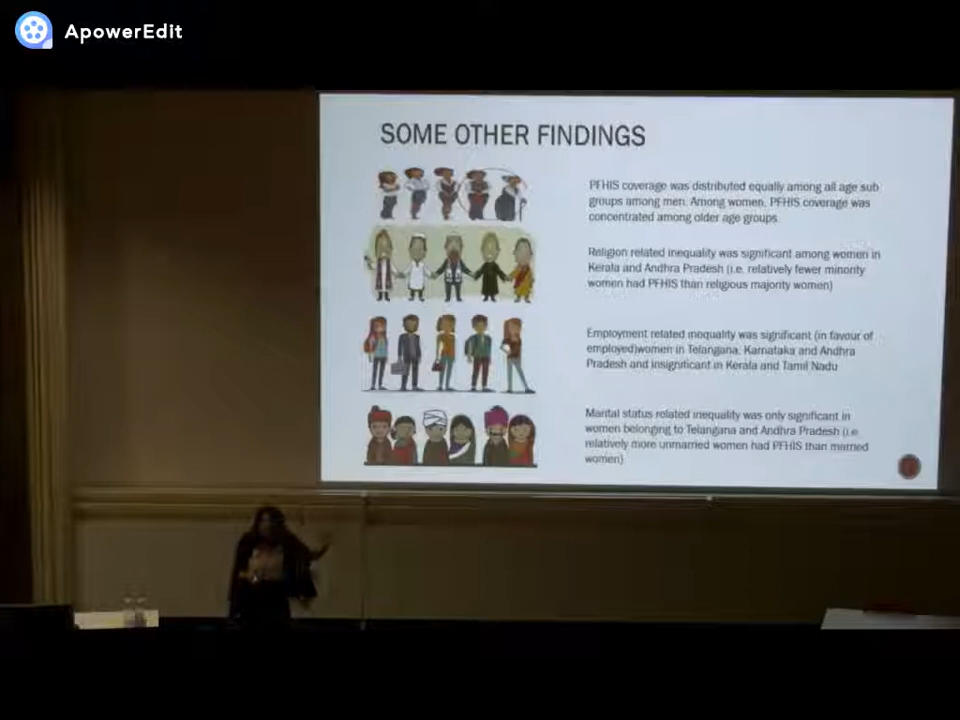 ApowerEdit
SOME OTHER FINDINGS
PFHIS coverage was distributed equally among all age sub
groups among men. Among women, PFHIS coverage was
concentrated among older age groups.
Religion related inequality was significant among women in
Kerala and Andhra Pradesh (i.e. relatively fewer minority
women had PFHIS than religious majority women)
Employment related inequality was significant (in favour of
employed)women in Telangana, Karnataka and Andhra
Pradesh and insignificant in Kerala and Tamil Nadu
Marital status related inequality was only significant in
women belonging to Telangana and Andhra Pradesh (i.e
relatively more unmarried women had PFHIS than married
women)